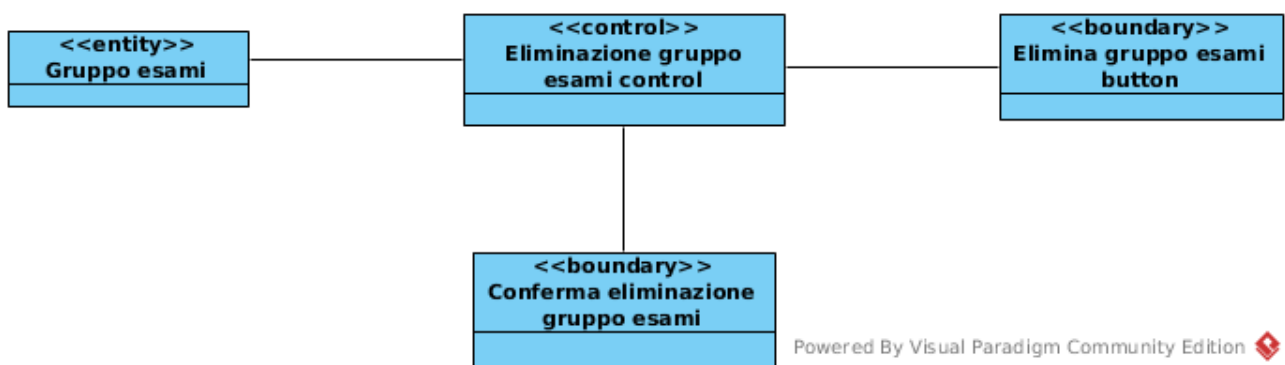 <<entity>>
Gruppo esami
<<control>>
Eliminazione gruppo
esami control
<<boundary>>
Elimina gruppo esami
button
<<boundary>>
Conferma eliminazione
gruppo esami
Powered By Visual Paradigm Community Edition